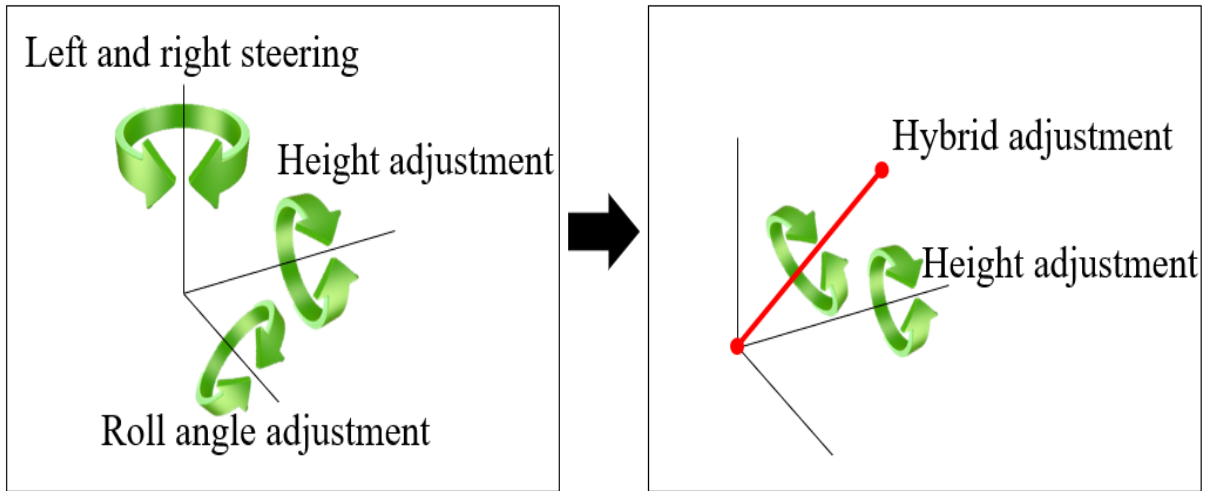 Left and right steering
Height adjustment
Roll angle adjustment
Hybrid adjustment
Height adjustment